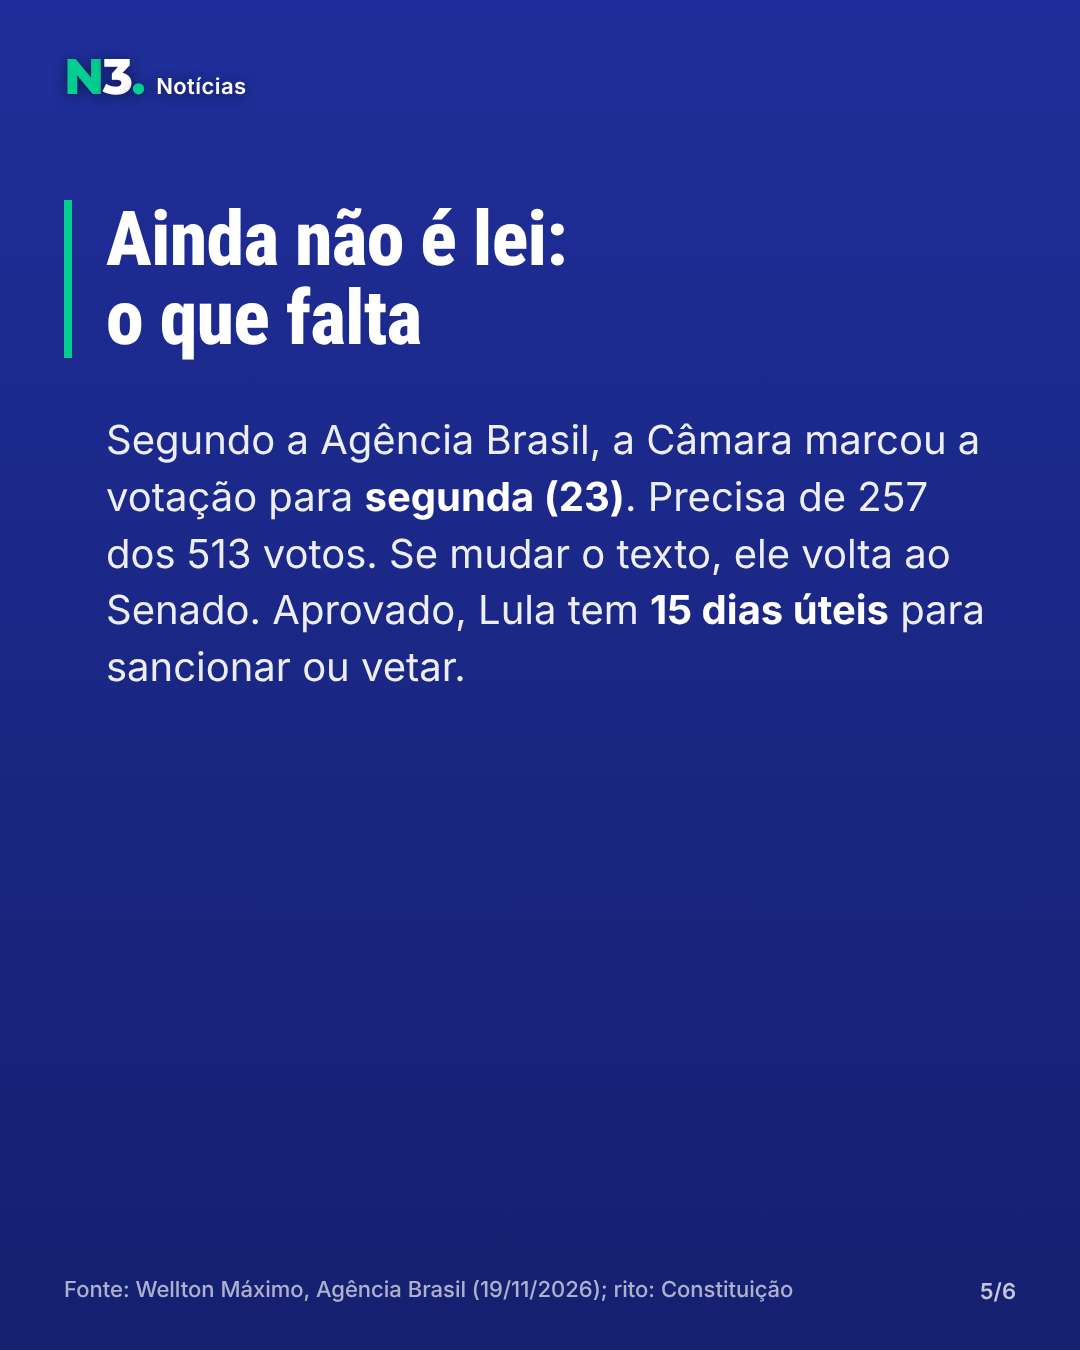 N3. Notícias
Ainda não é lei:
o que falta
Segundo a Agência Brasil, a Câmara marcou a
votação para segunda (23). Precisa de 257
dos 513 votos. Se mudar o texto, ele volta ao
Senado. Aprovado, Lula tem 15 dias úteis para
sancionar ou vetar.
Fonte: Wellton Máximo, Agência Brasil (19/11/2026); rito: Constituição
5/6